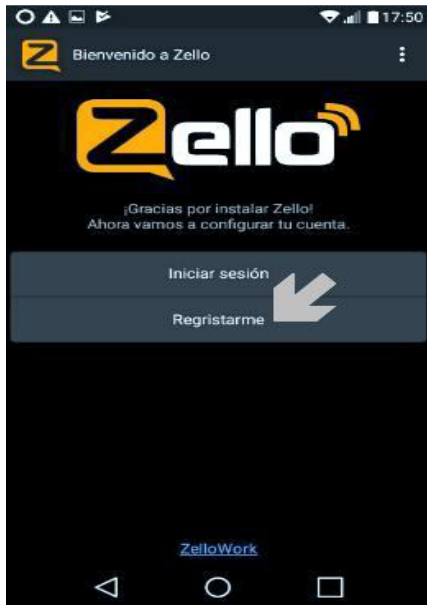 17:50
Bienvenido a Zello
Zello
¡Gracias por instalar Zello!
Ahora vamos a configurar tu cuenta.
Iniciar sesión
Regristarme
ZelloWork